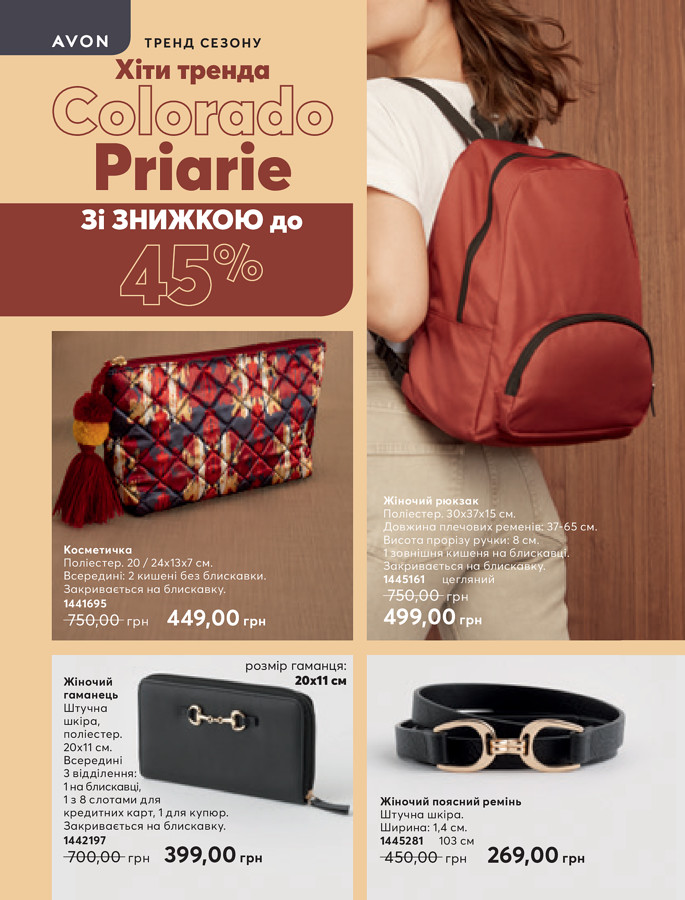 AVON
ТРЕНД СЕЗОНУ
Хіти тренда
Colorado
Priarie
Зі ЗНИЖКОЮ до
45%
Косметичка
Поліестер. 20 / 24х13х7 см.
Всередині: 2 кишені без блискавки.
Закривається на блискавку.
1441695
750,00 грн 449,00 грн
Жіночий рюкзак
Поліестер. 30х37х15 см.
Довжина плечових ременів: 37-65 см.
Висота прорізу ручки: 8 см.
1 зовнішня кишеня на блискавці.
Закривається на блискавку.
1445161 цегляний
750,00 грн
499,00 грн
розмір гаманця:
20х11 см
Жіночий
гаманець
Штучна
шкіра,
поліестер.
20х11 см.
Всередині
3 відділення:
1 на блискавці,
1 з 8 слотами для
кредитних карт, 1 для купюр.
Закривається на блискавку.
1442197
700,00 грн 399,00 грн
Жіночий поясний ремінь
Штучна шкіра.
Ширина: 1,4 см.
1445281 103 см
450,00 грн 269,00 грн